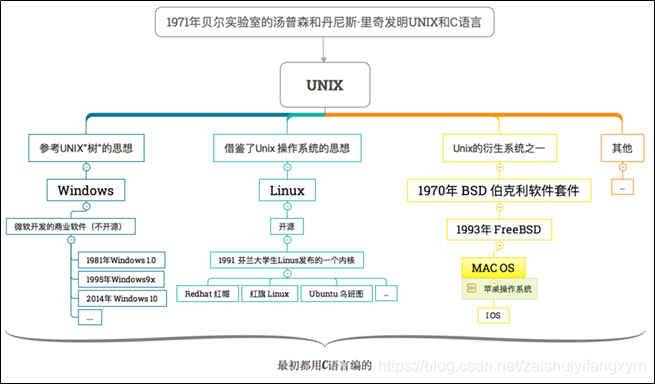 1971年贝尔实验室的汤普森和丹尼斯·里奇发明UNIX和C语言
UNIX
参考UNIX"树"的思想
借鉴了Unix 操作系统的思想
Unix的衍生系统之一
其他
Windows
Linux
1970年 BSD 伯克利软件套件
...
微软开发的商业软件（不开源）
开源
1993年 FreeBSD
1981年Windows 1.0
1991 芬兰大学生Linus发布的一个内核
MAC OS
1995年Windows9x
苹果操作系统
2014年 Windows 10
Redhat 红帽
红旗 Linux
Ubuntu 乌班图
...
IOS
....
最初都用C语言编的
https://blog.csdn.net/zaishuiyifangxym